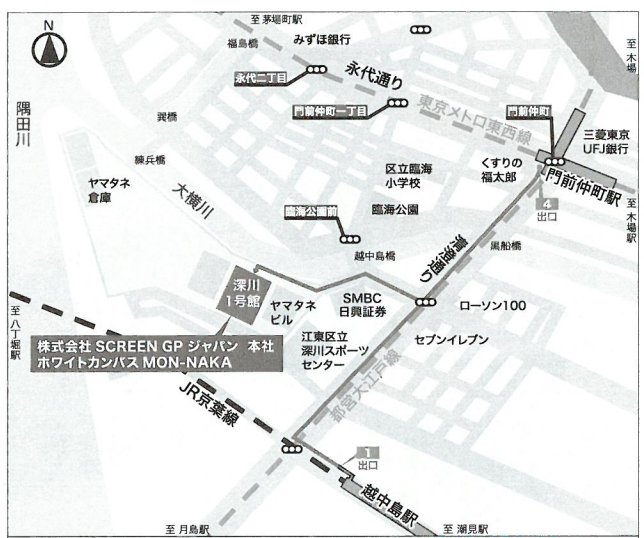 至 茅場町駅
N
みずほ銀行
福島橋
至 木場
永代通り
永代二丁目
隅田川
門前仲町一丁目
東京メトロ東西線
門前仲町
巽橋
三菱東京
UFJ銀行
練兵橋
区立臨海
小学校
くすりの
福太郎
門前仲町駅
ヤマタネ
倉庫
大横川
臨海公園前
臨海公園
4
出口
至 木場駅
清澄通り
黒船橋
越中島橋
深川
1号館
ヤマタネ
ビル
SMBC
日興証券
ローソン100
至 八丁堀駅
株式会社 SCREEN GP ジャパン 本社
ホワイトカンバス MON-NAKA
江東区立
深川スポーツ
センター
セブンイレブン
JR京葉線
都営大江戸線
1
出口
越中島駅
至 月島駅
至 潮見駅